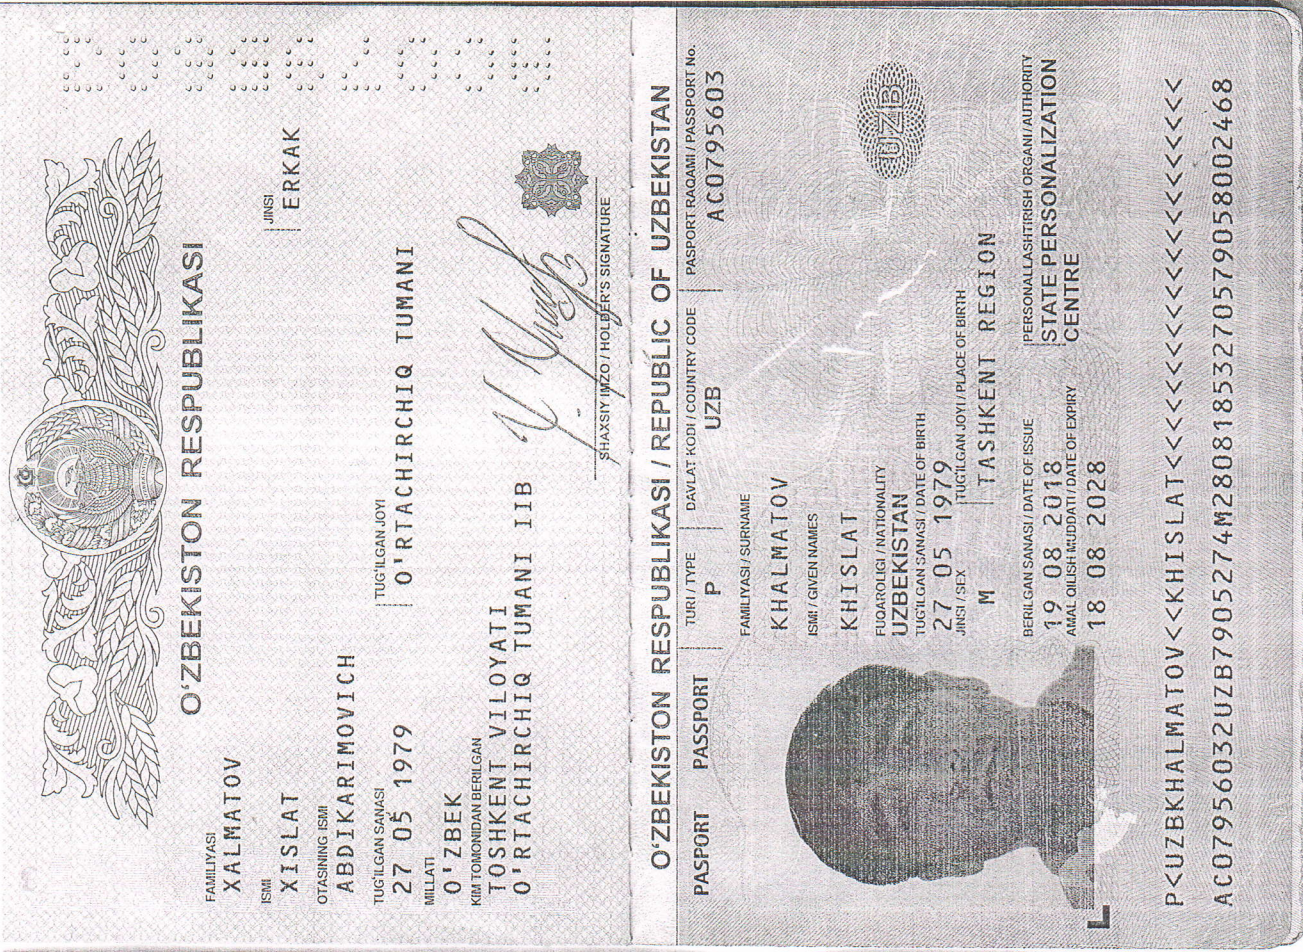 O'ZBEKISTON RESPUBLIKASI
FAMILIYASI
XALMATOV
ISMI
XISLAT
JINSI
ERKAK
OTASINING ISMI
ABDIKARIMOVICH
TUG'ILGAN SANASI
27 05 1979
TUG'ILGAN JOYI
O'RTACHIRCHIQ TUMANI
MILLATI
O'ZBEK
KIM TOMONIDAN BERILGAN
TOSHKENT VILOYATI
O'RTACHIRCHIQ TUMANI IIB
SHAXSIY IMZO / HOLDER'S SIGNATURE
O'ZBEKISTON RESPUBLIKASI / REPUBLIC OF UZBEKISTAN
PASPORT PASSPORT
TURI / TYPE
P
DAVLAT KODI / COUNTRY CODE
UZB
PASPORT RAQAMI / PASSPORT No.
AC0795603
FAMILIYASI / SURNAME
KHALMATOV
ISMI / GIVEN NAMES
KHISLAT
FUQAROLIGI / NATIONALITY
UZBEKISTAN
UZB
TUG'ILGAN SANASI / DATE OF BIRTH
27 05 1979
JINSI / SEX
M
TUG'ILGAN JOYI / PLACE OF BIRTH
TASHKENT REGION
BERILGAN SANASI / DATE OF ISSUE
19 08 2018
PERSONALLASHTIRISH ORGANI / AUTHORITY
STATE PERSONALIZATION
CENTRE
AMAL QILISH MUDDATI / DATE OF EXPIRY
18 08 2028
P<UZBKHALMATOV<<KHISLAT<<<<<<<<<<<<<<<<<<<<<
AC07956032UZB7905274M28081853270579058002468